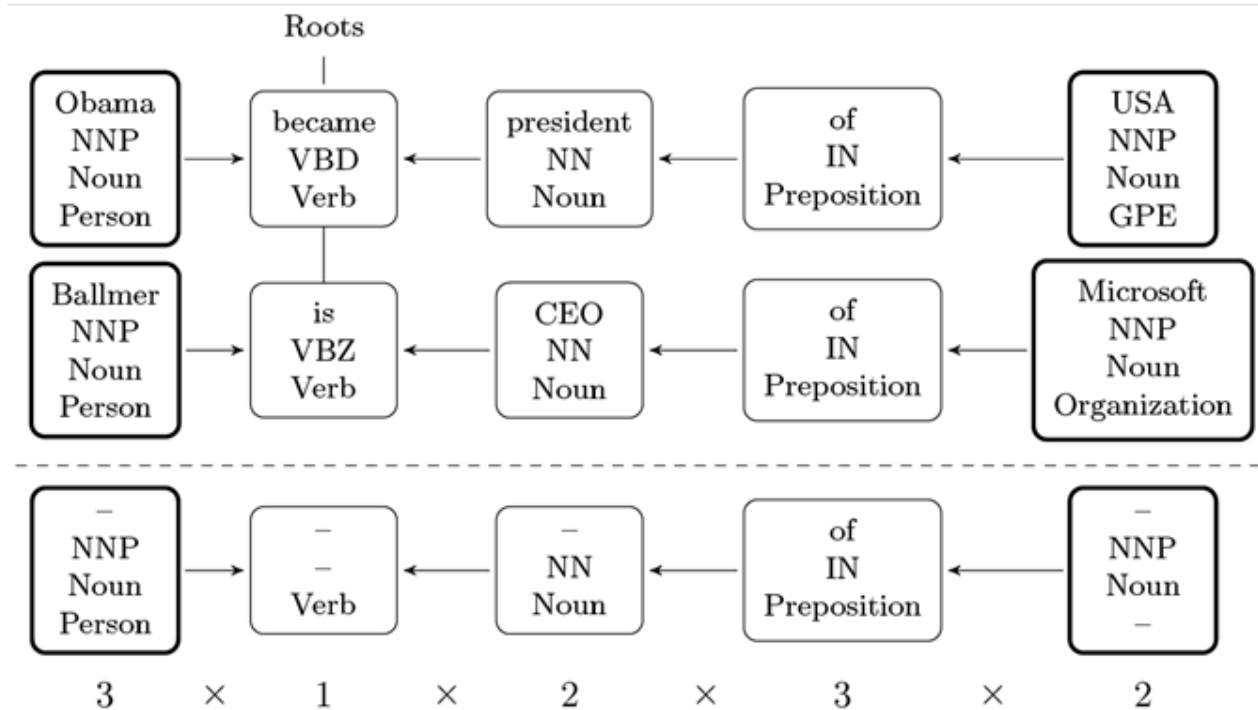 Roots
Obama
NNP
Noun
Person
became
VBD
Verb
president
NN
Noun
of
IN
Preposition
USA
NNP
Noun
GPE
Ballmer
NNP
Noun
Person
is
VBZ
Verb
CEO
NN
Noun
of
IN
Preposition
Microsoft
NNP
Noun
Organization
–
NNP
Noun
Person
–
–
Verb
–
NN
Noun
of
IN
Preposition
–
NNP
Noun
–
3 × 1 × 2 × 3 × 2